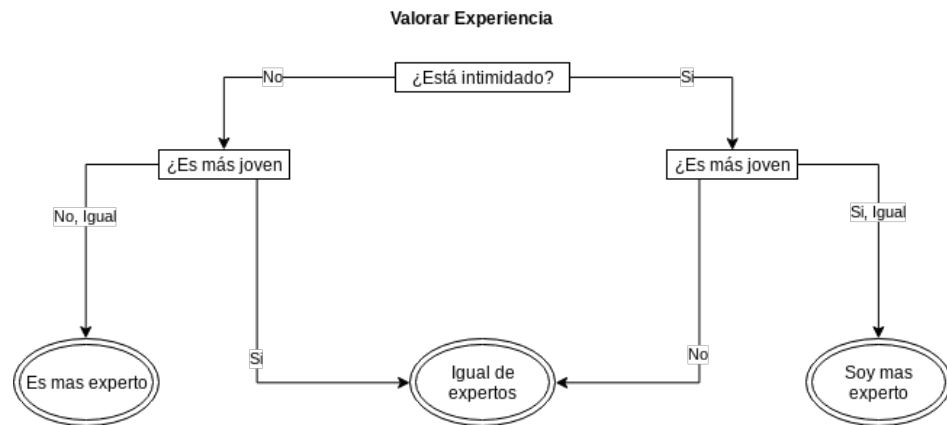 Valorar Experiencia
¿Está intimidado?
No
Si
¿Es más joven
¿Es más joven
No, Igual
Si, Igual
Si
No
Es mas experto
Igual de
expertos
Soy mas
experto